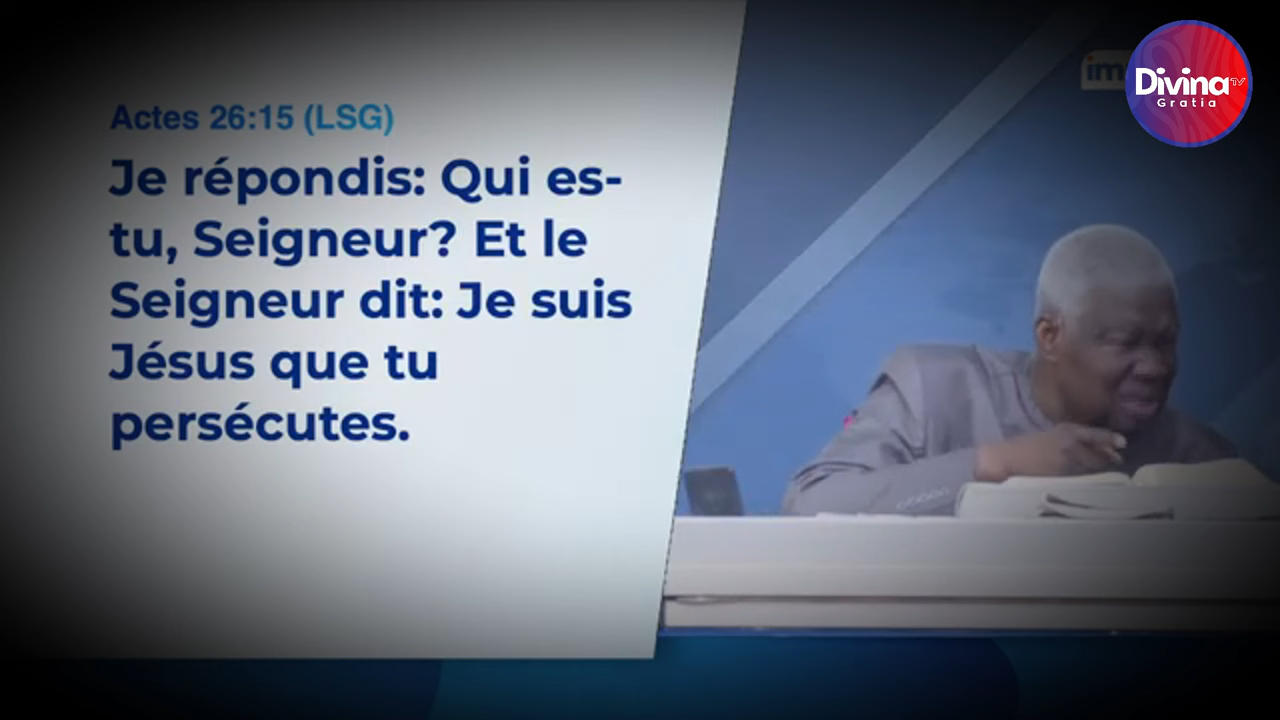 Actes 26:15 (LSG)
Je répondis: Qui es-
tu, Seigneur? Et le
Seigneur dit: Je suis
Jésus que tu
persécutes.
Divina TV
Gratia